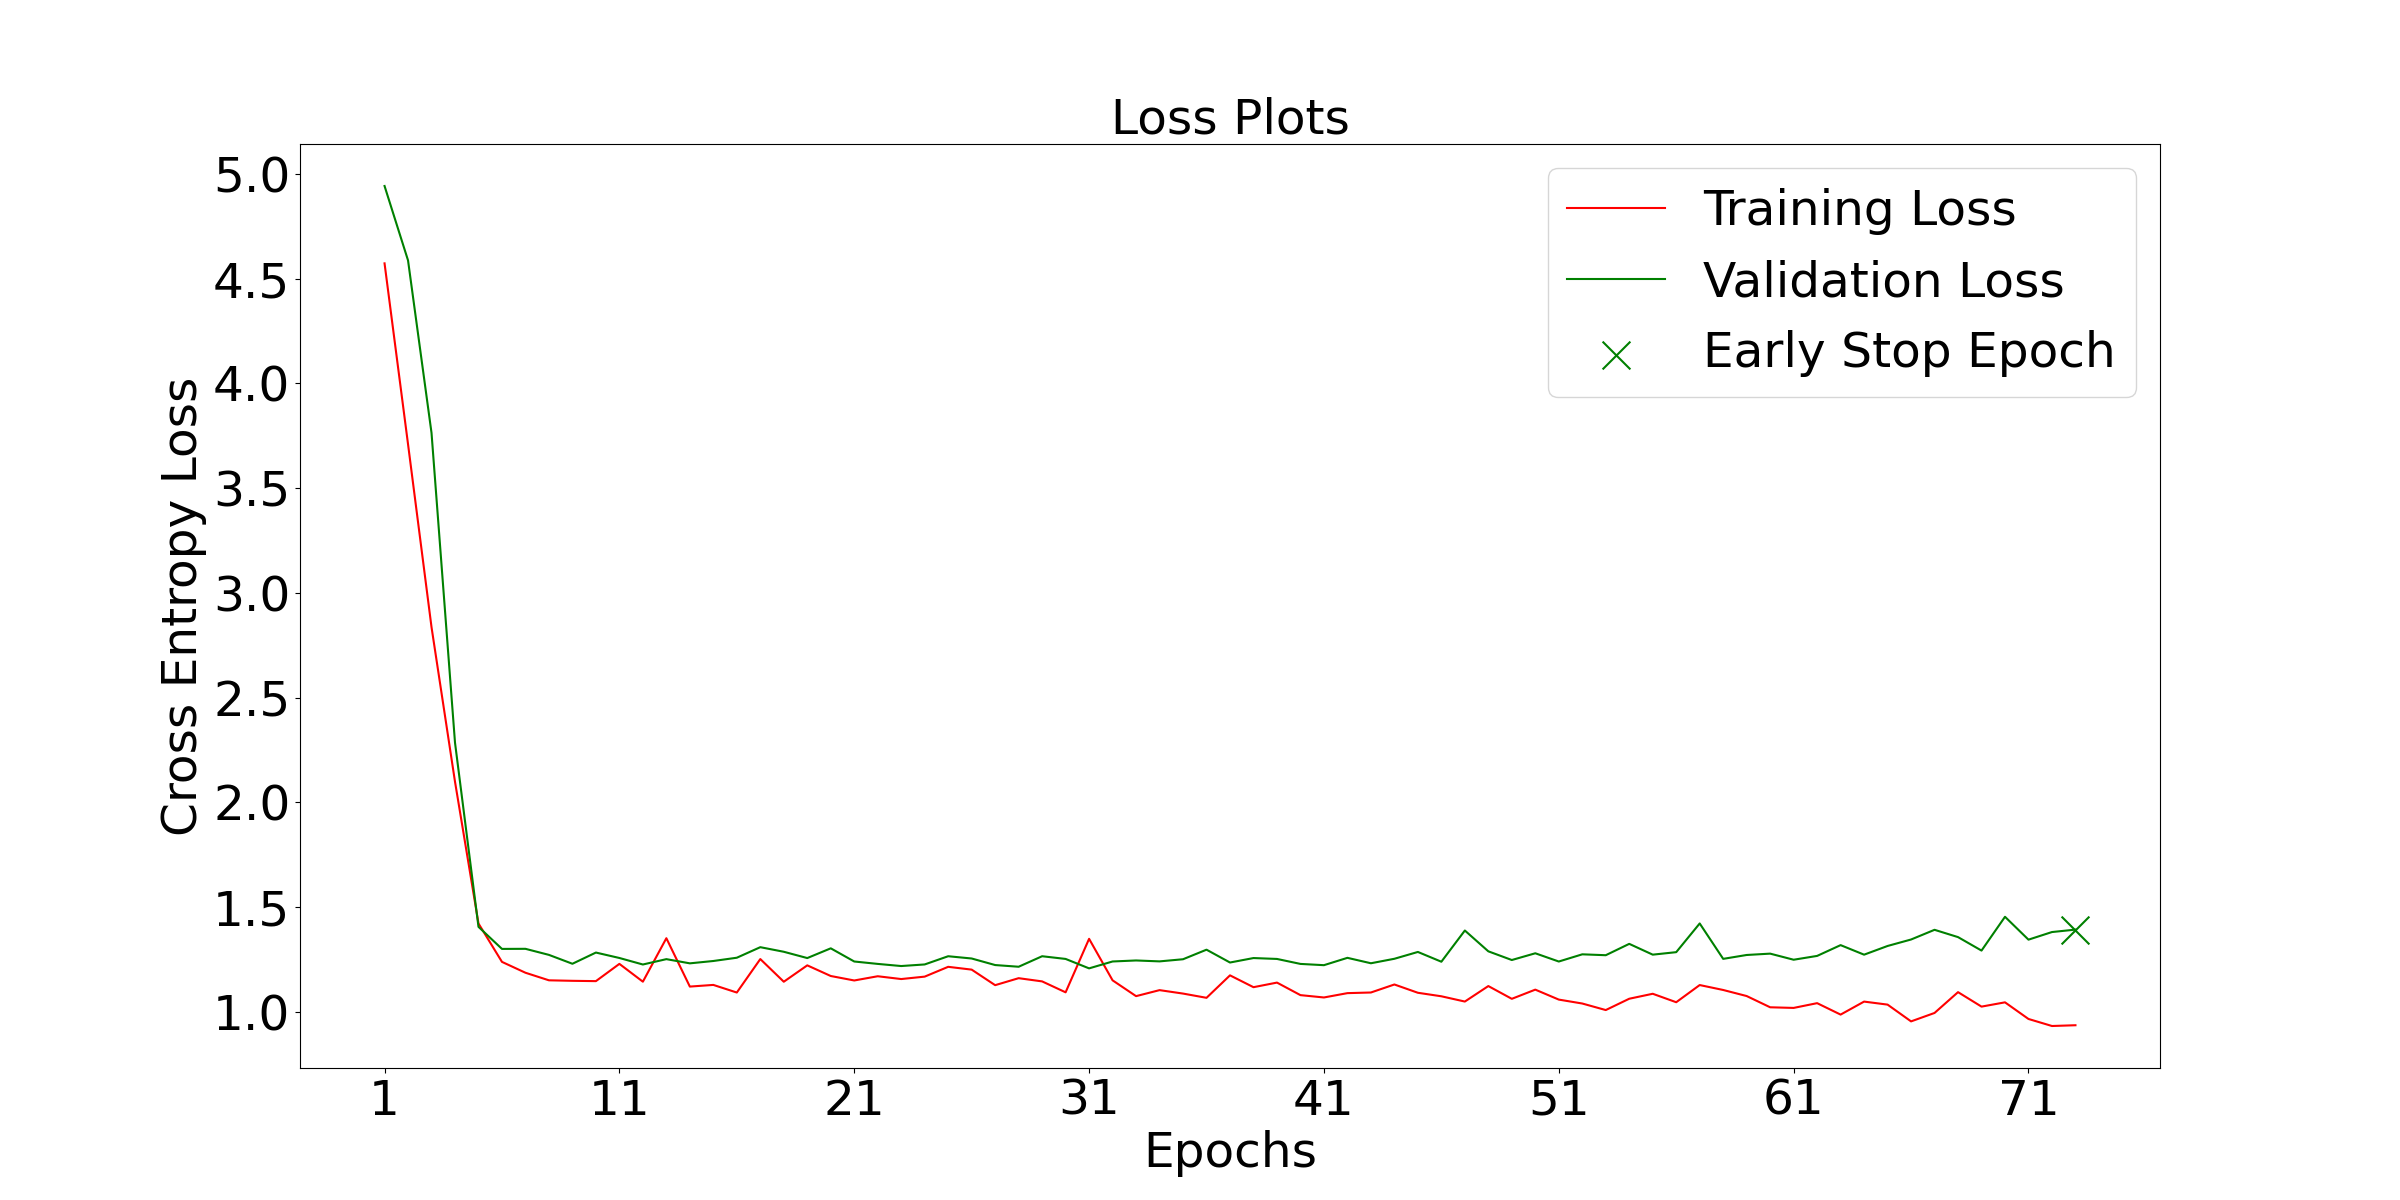 Loss Plots
5.0
4.5
4.0
3.5
3.0
2.5
2.0
1.5
1.0
Cross Entropy Loss
Training Loss
Validation Loss
Early Stop Epoch
1 11 21 31 41 51 61 71
Epochs